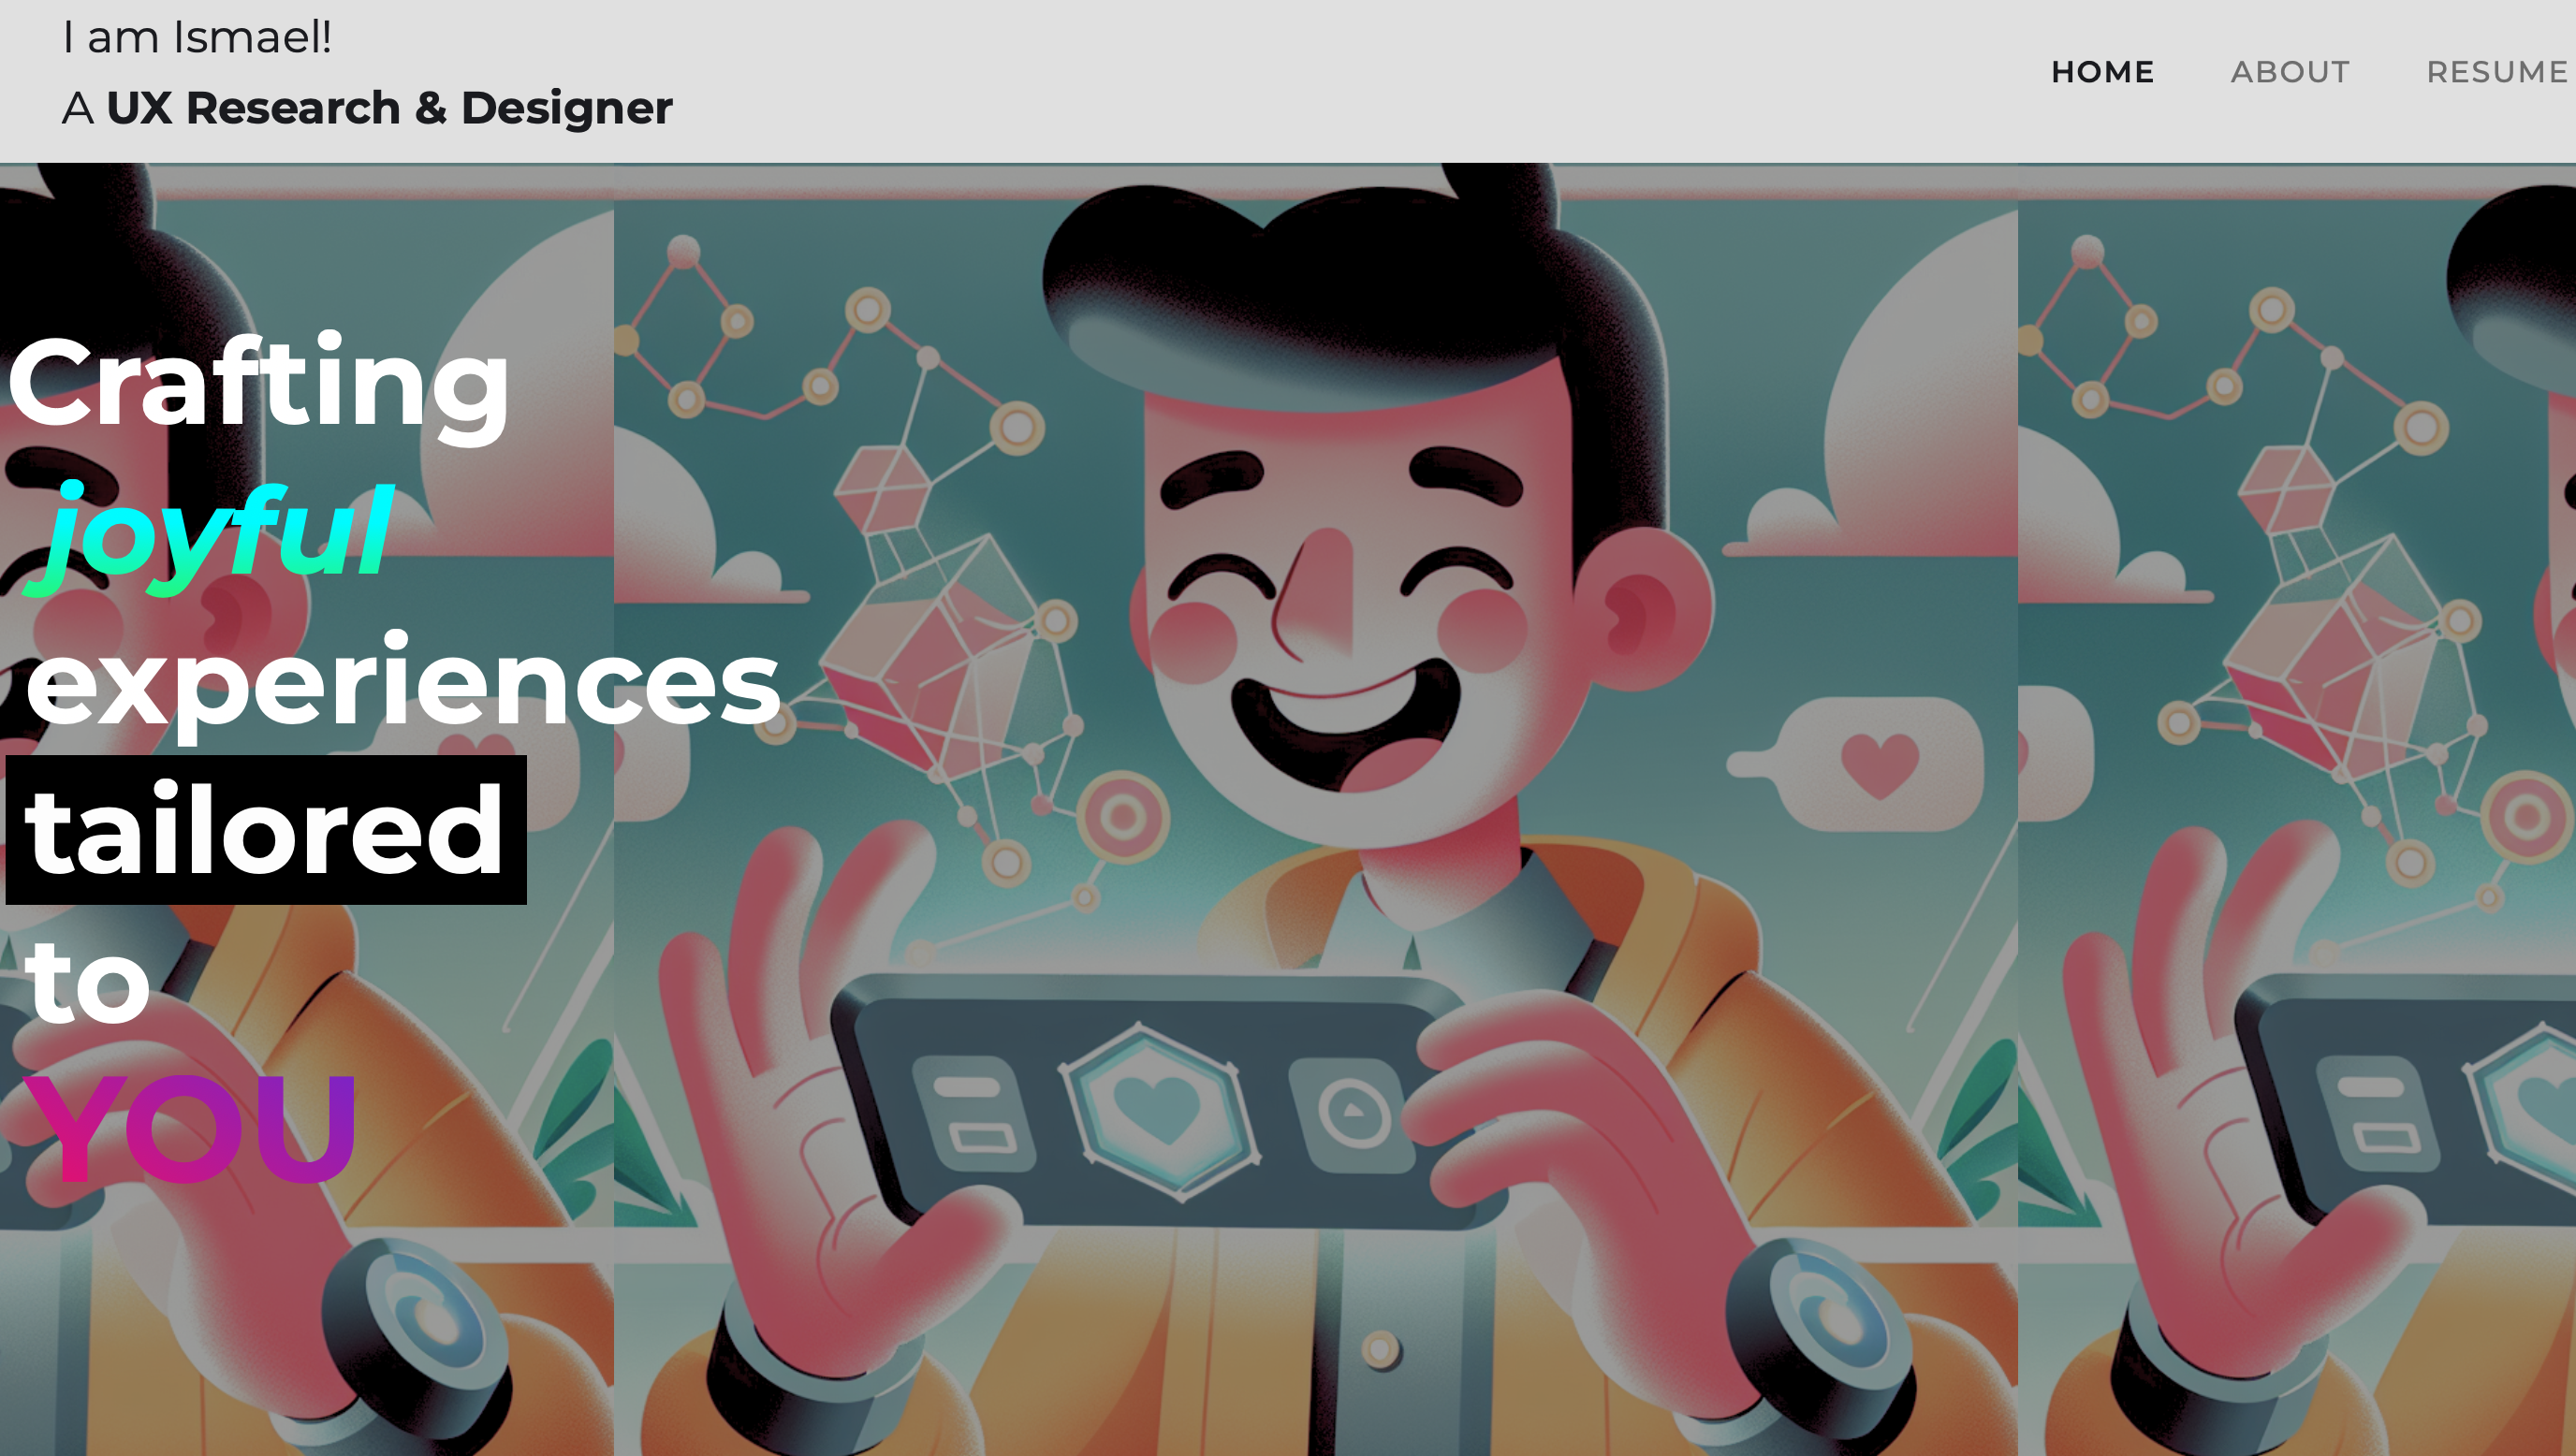 I am Ismael!
A UX Research & Designer
HOME ABOUT RESUME
Crafting
joyful
experiences
tailored
to
YOU